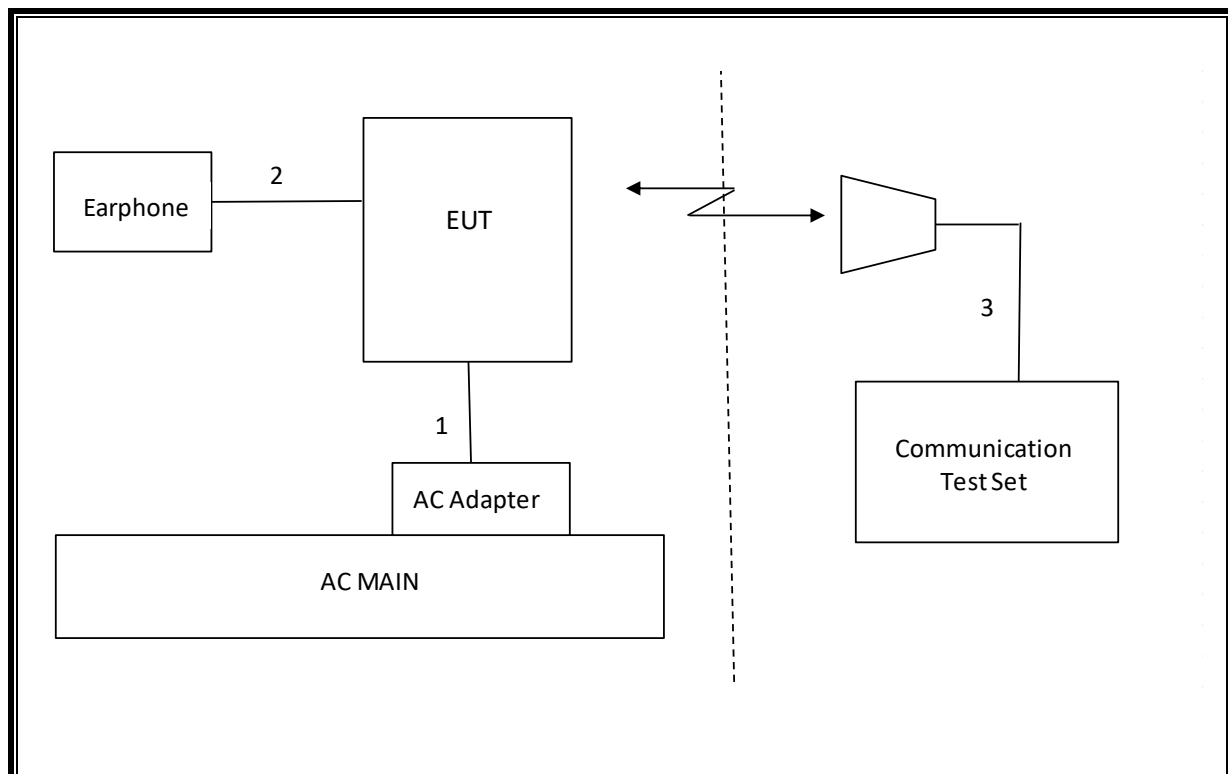 Earphone
2
EUT
3
1
AC Adapter
AC MAIN
Communication
Test Set